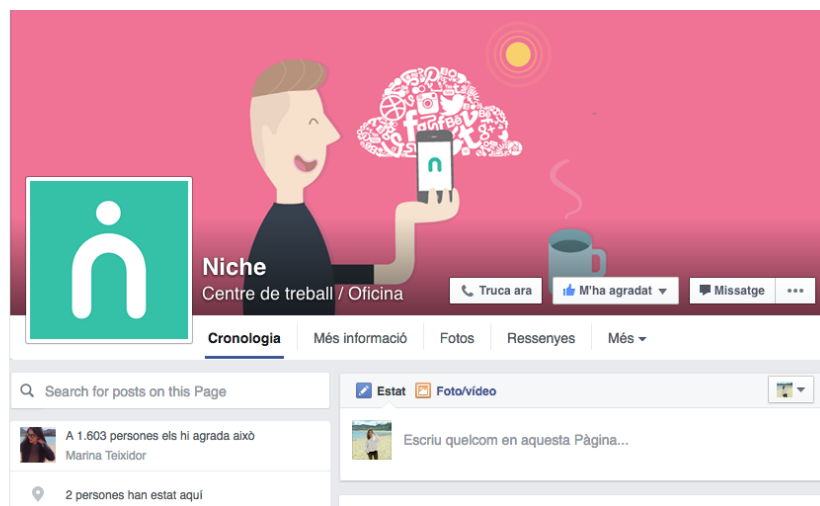 Niche
Centre de treball / Oficina
Truca ara
M'ha agradat
Missatge
Cronologia
Més informació
Fotos
Ressenyes
Més
Search for posts on this Page
Estat
Foto/vídeo
A 1.603 persones els hi agrada això
Marina Teixidor
Escriu quelcom en aquesta Pàgina...
2 persones han estat aquí